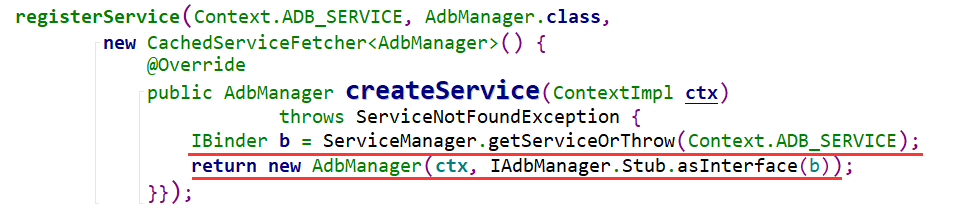 registerService(Context.ADB_SERVICE, AdbManager.class,
new CachedServiceFetcher<AdbManager>() {
@Override
public AdbManager createService(ContextImpl ctx)
throws ServiceNotFoundException {
IBinder b = ServiceManager.getServiceOrThrow(Context.ADB_SERVICE);
return new AdbManager(ctx, IAdbManager.Stub.asInterface(b));
}});